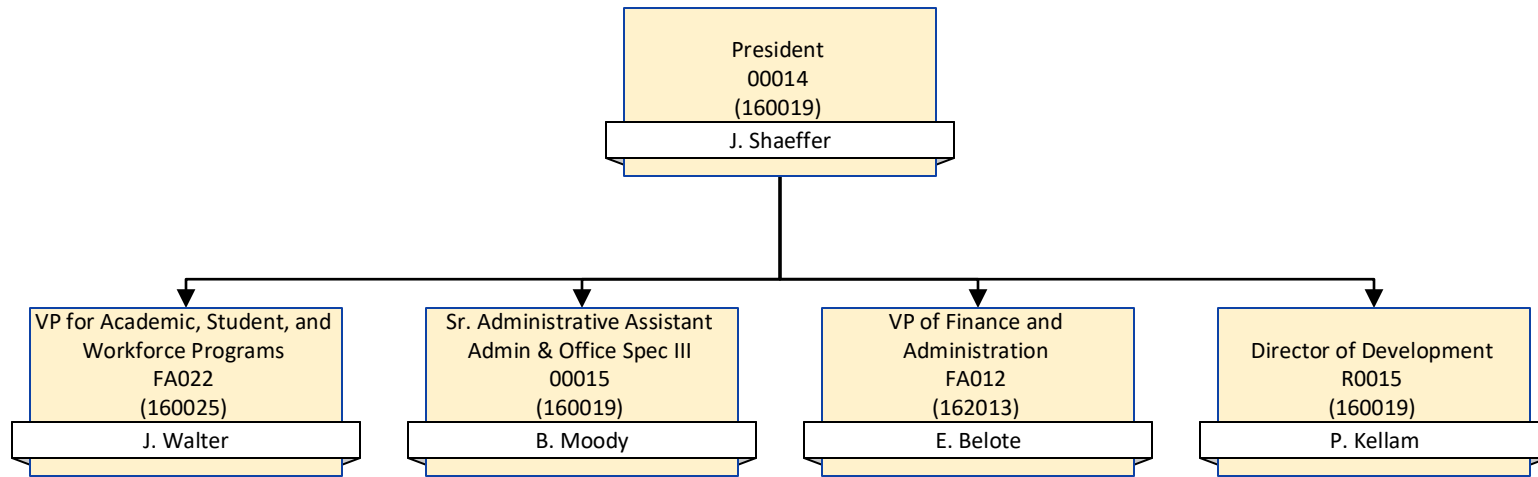 President
00014
(160019)
J. Shaeffer
VP for Academic, Student, and
Workforce Programs
FA022
(160025)
J. Walter
Sr. Administrative Assistant
Admin & Office Spec III
00015
(160019)
B. Moody
VP of Finance and
Administration
FA012
(162013)
E. Belote
Director of Development
R0015
(160019)
P. Kellam